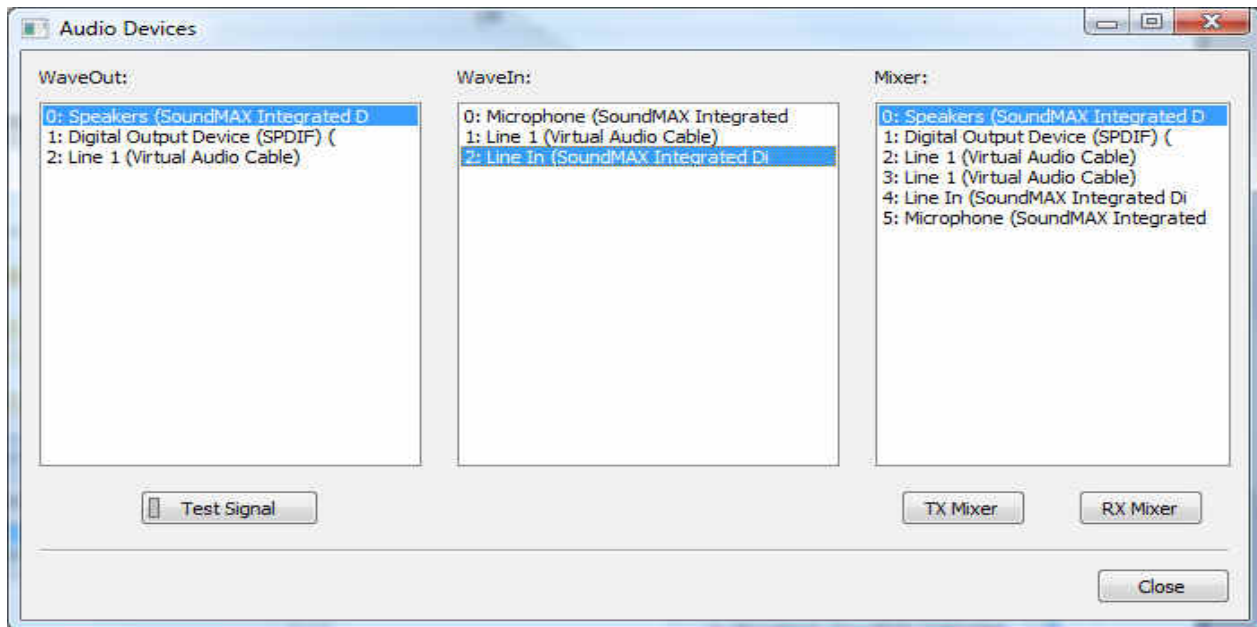 Audio Devices
WaveOut:
0: Speakers (SoundMAX Integrated D
1: Digital Output Device (SPDIF) (
2: Line 1 (Virtual Audio Cable)
WaveIn:
0: Microphone (SoundMAX Integrated
1: Line 1 (Virtual Audio Cable)
2: Line In (SoundMAX Integrated Di
Mixer:
0: Speakers (SoundMAX Integrated D
1: Digital Output Device (SPDIF) (
2: Line 1 (Virtual Audio Cable)
3: Line 1 (Virtual Audio Cable)
4: Line In (SoundMAX Integrated Di
5: Microphone (SoundMAX Integrated
Test Signal
TX Mixer
RX Mixer
Close